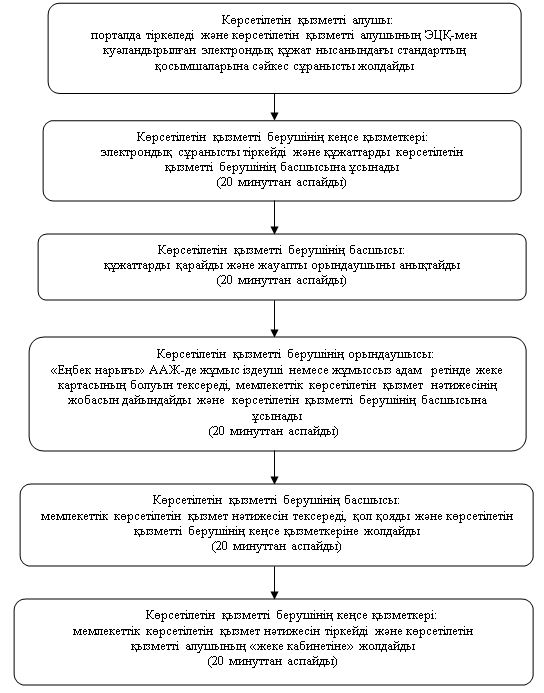 Көрсетілетін қызметті алушы:
порталда тіркеледі және көрсетілетін қызметті алушының ЭЦҚ-мен
куәландырылған электрондық құжат нысанындағы стандарттың
қосымшаларына сәйкес сұранысты жолдайды
Көрсетілетін қызметті берушінің кеңсе қызметкері:
электрондық сұранысты тіркейді және құжаттарды көрсетілетін
қызметті берушінің басшысына ұсынады
(20 минуттан аспайды)
Көрсетілетін қызметті берушінің басшысы:
құжаттарды қарайды және жауапты орындаушыны анықтайды
(20 минуттан аспайды)
Көрсетілетін қызметті берушінің орындаушысы:
«Еңбек нарығы» ААЖ-де жұмыс іздеуші немесе жұмыссыз адам ретінде жеке
картасының болуын тексереді, мемлекеттік көрсетілетін қызмет нәтижесінің
жобасын дайындайды және көрсетілетін қызметті берушінің басшысына
ұсынады
(20 минуттан аспайды)
Көрсетілетін қызметті берушінің басшысы:
мемлекеттік көрсетілетін қызмет нәтижесін тексереді, қол қояды және көрсетілетін
қызметті берушінің кеңсе қызметкеріне жолдайды
(20 минуттан аспайды)
Көрсетілетін қызметті берушінің кеңсе қызметкері:
мемлекеттік көрсетілетін қызмет нәтижесін тіркейді және көрсетілетін
қызметті алушының «жеке кабинетіне» жолдайды
(20 минуттан аспайды)